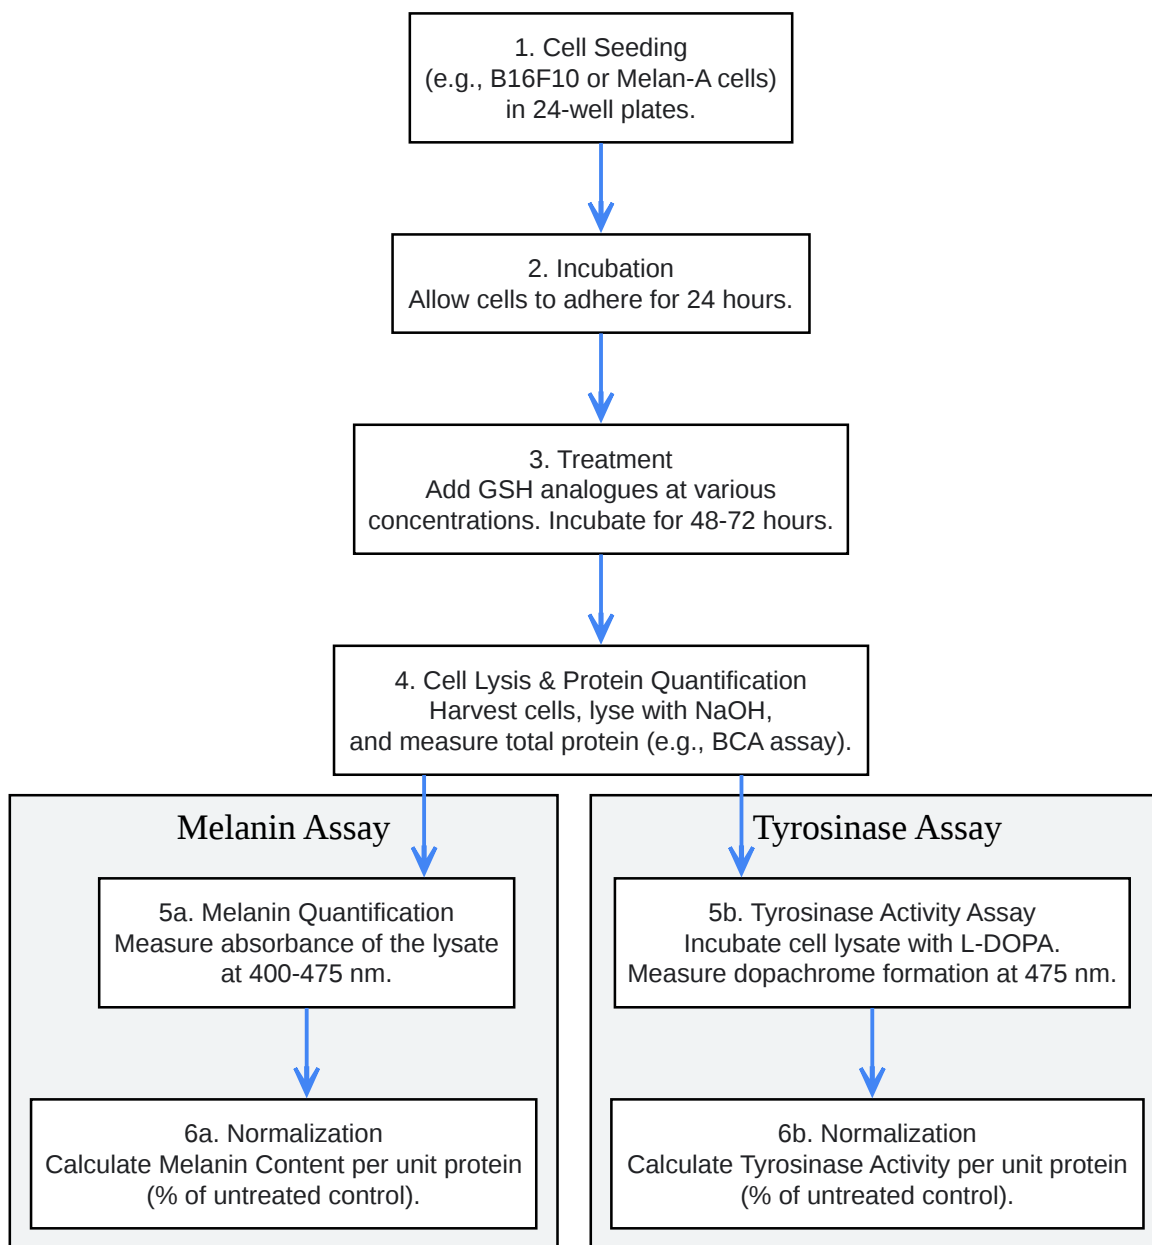 1. Cell Seeding
(e.g., B16F10 or Melan-A cells)
in 24-well plates.
2. Incubation
Allow cells to adhere for 24 hours.
3. Treatment
Add GSH analogues at various
concentrations. Incubate for 48-72 hours.
4. Cell Lysis & Protein Quantification
Harvest cells, lyse with NaOH,
and measure total protein (e.g., BCA assay).
Melanin Assay
5a. Melanin Quantification
Measure absorbance of the lysate
at 400-475 nm.
6a. Normalization
Calculate Melanin Content per unit protein
(% of untreated control).
Tyrosinase Assay
5b. Tyrosinase Activity Assay
Incubate cell lysate with L-DOPA.
Measure dopachrome formation at 475 nm.
6b. Normalization
Calculate Tyrosinase Activity per unit protein
(% of untreated control).